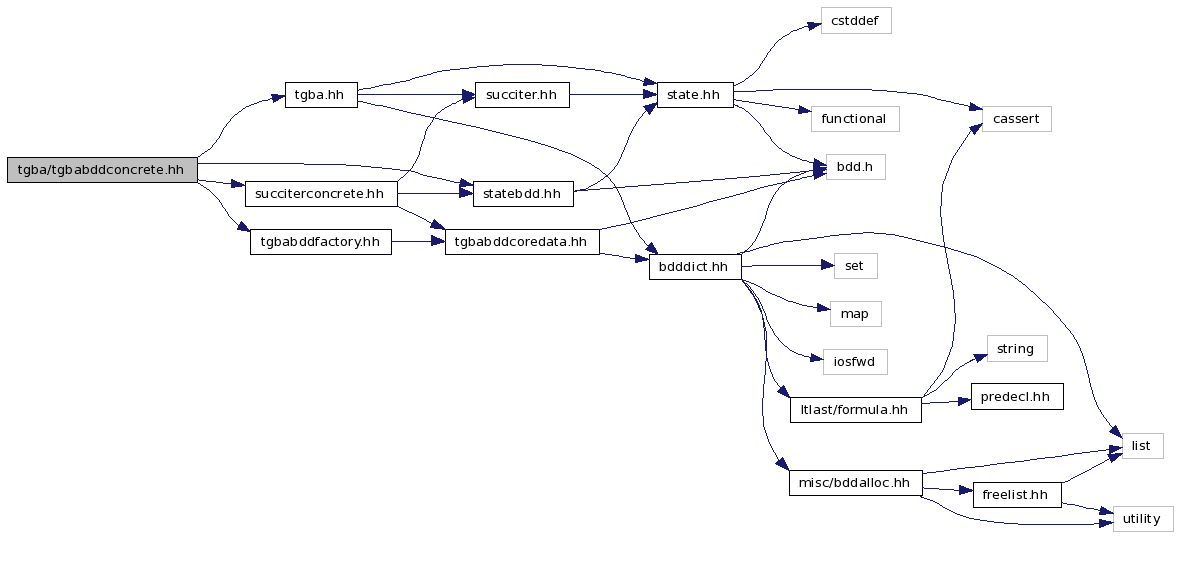 cstddef
tgba.hh
succiter.hh
state.hh
functional
cassert
tgba/tgbabddconcrete.hh
bdd.h
succiterconcrete.hh
statebdd.hh
tgbabddfactory.hh
tgbabddcoredata.hh
bdddict.hh
set
map
string
iosfwd
predecl.hh
ltlast/formula.hh
list
misc/bddalloc.hh
freelist.hh
utility